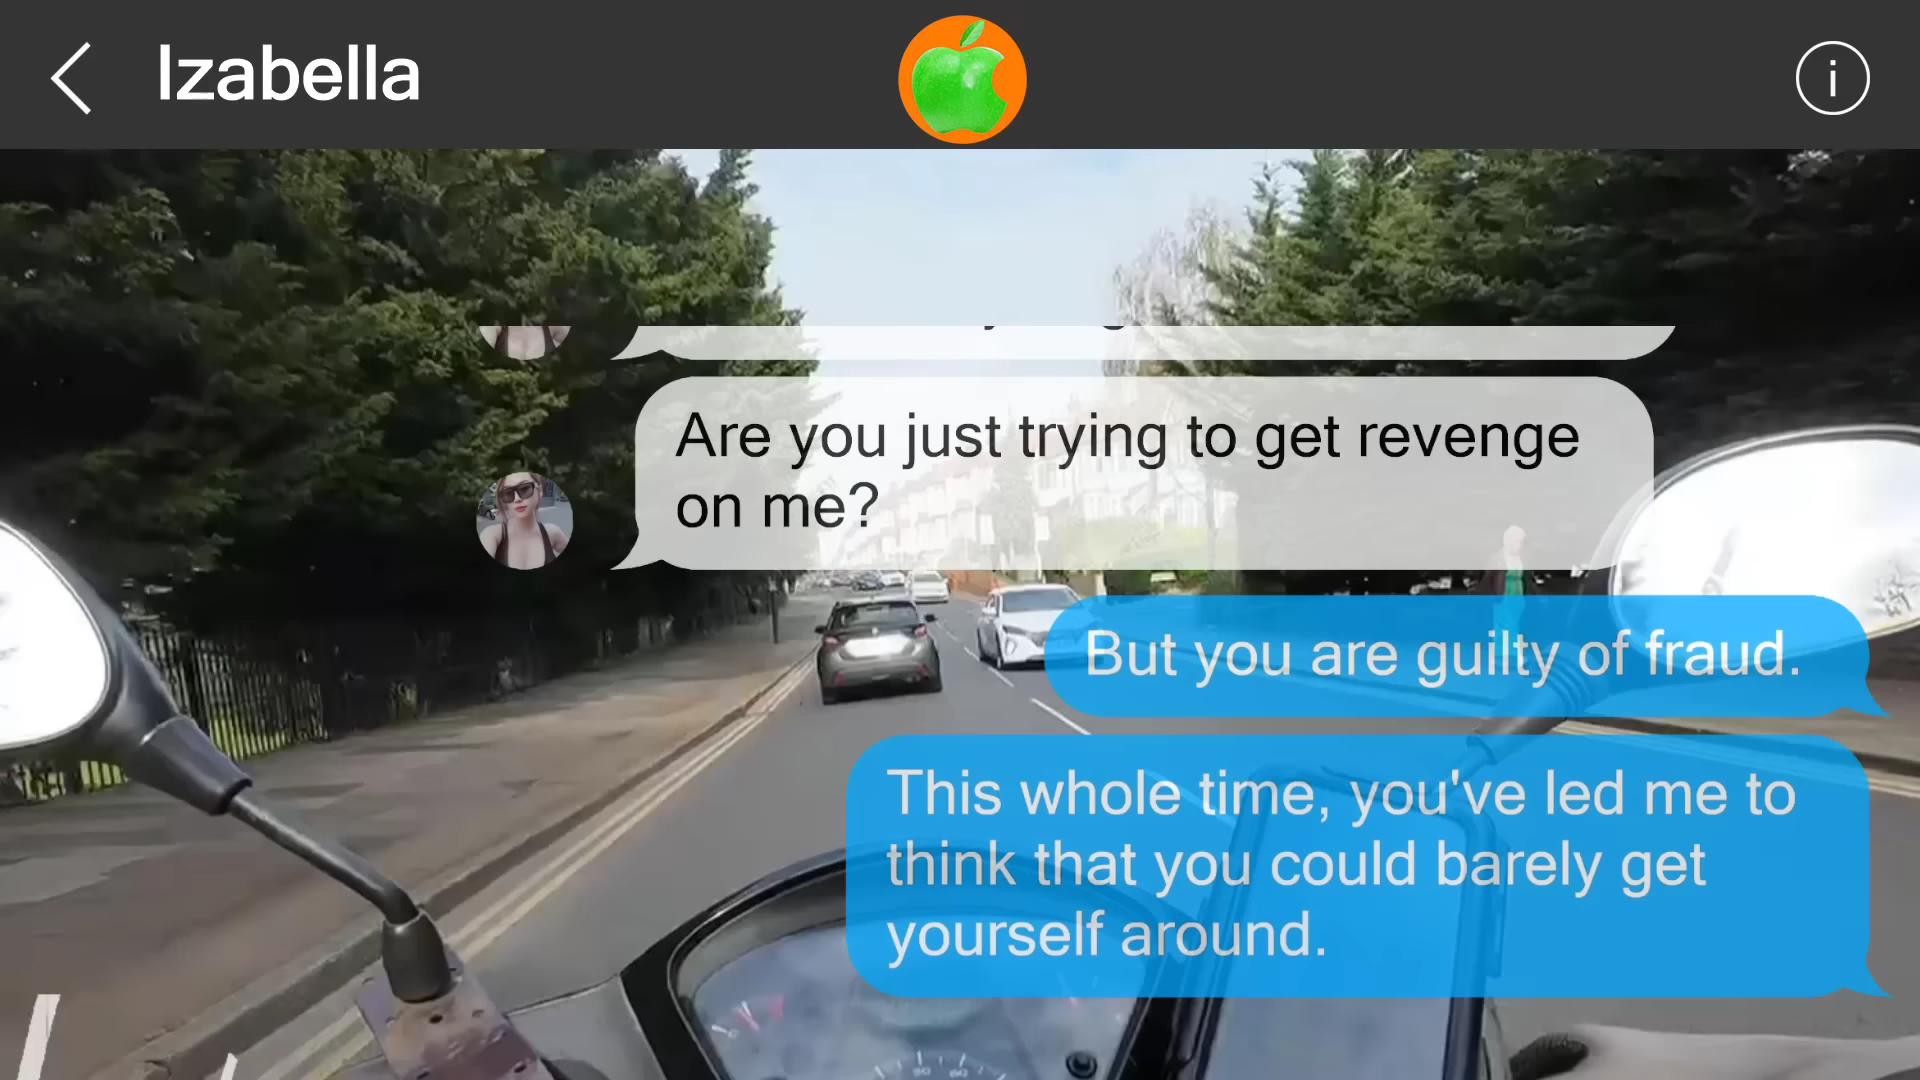 Izabella
i
Are you just trying to get revenge
on me?
But you are guilty of fraud.
This whole time, you've led me to
think that you could barely get
yourself around.